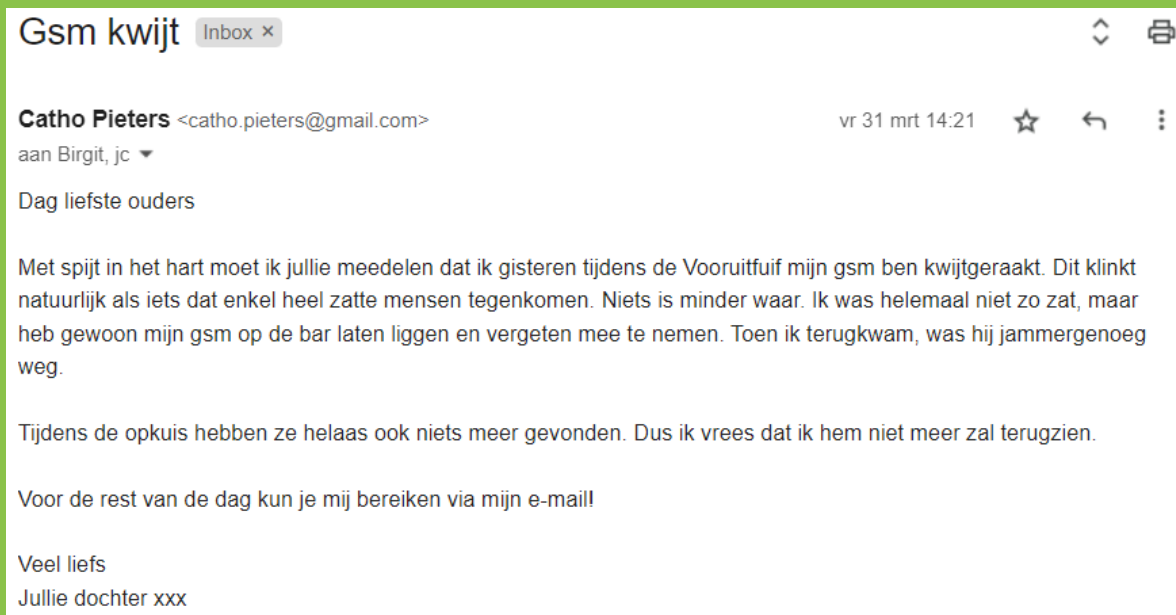 Gsm kwijt Inbox ×
Catho Pieters <catho.pieters@gmail.com> vr 31 mrt 14:21
aan Birgit, jc
Dag liefste ouders
Met spijt in het hart moet ik jullie meedelen dat ik gisteren tijdens de Vooruitfuif mijn gsm ben kwijtgeraakt. Dit klinkt
natuurlijk als iets dat enkel heel zatte mensen tegenkomen. Niets is minder waar. Ik was helemaal niet zo zat, maar
heb gewoon mijn gsm op de bar laten liggen en vergeten mee te nemen. Toen ik terugkwam, was hij jammergenoeg
weg.
Tijdens de opkuis hebben ze helaas ook niets meer gevonden. Dus ik vrees dat ik hem niet meer zal terugzien.
Voor de rest van de dag kun je mij bereiken via mijn e-mail!
Veel liefs
Jullie dochter xxx